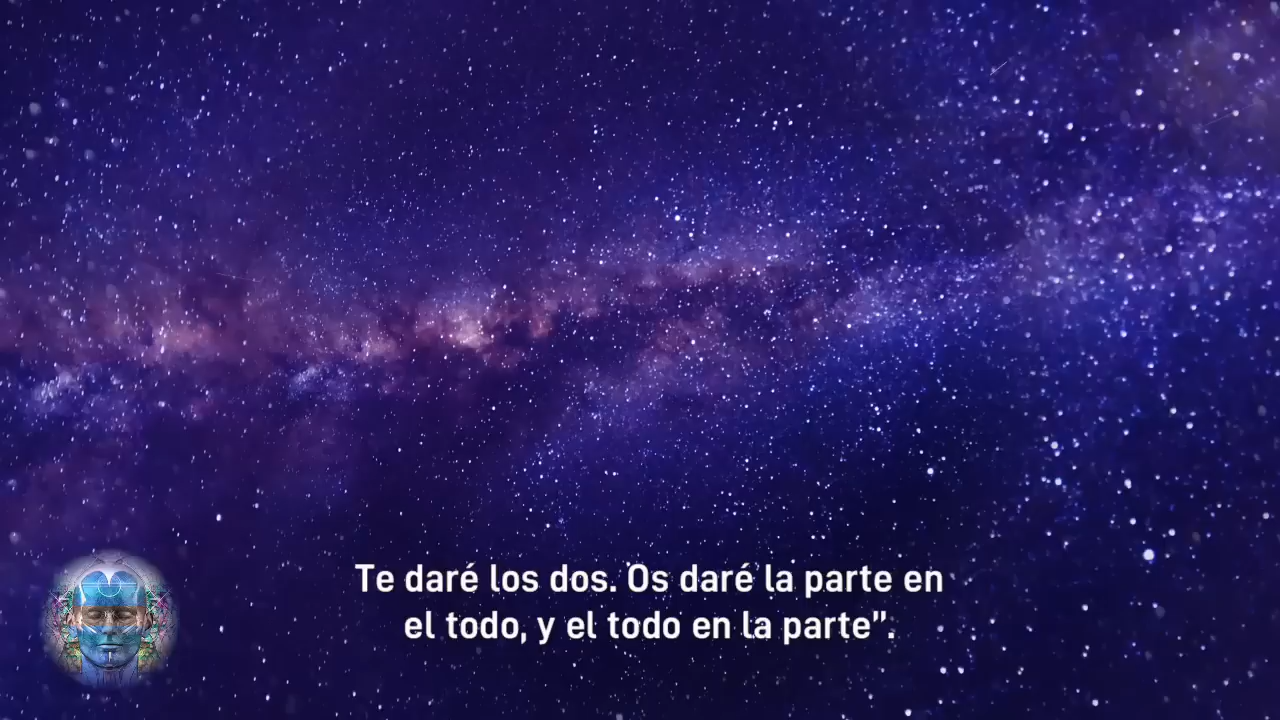 Te daré los dos. Os daré la parte en
el todo, y el todo en la parte”.